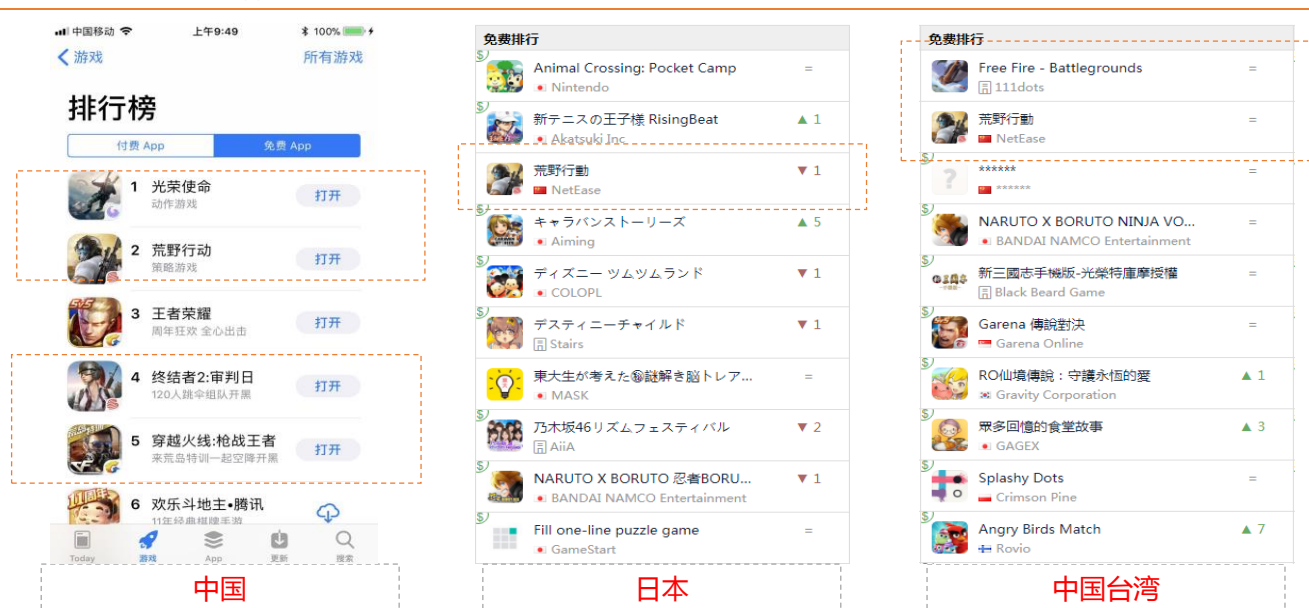 中国移动 上午9:49 100%
游戏 所有游戏
排行榜
付费 App 免费 App
1 光荣使命 打开
动作游戏
2 荒野行动 打开
策略游戏
3 王者荣耀 打开
周年狂欢 全心出击
4 终结者2:审判日 打开
120人跳伞组队开黑
5 穿越火线:枪战王者 打开
来荒岛特训一起空降开黑
6 欢乐斗地主•腾讯
11年经典棋牌手游
Today 游戏 App 更新 搜索
中国
免费排行
Animal Crossing: Pocket Camp =
Nintendo
新テニスの王子様 RisingBeat ▲ 1
Akatsuki Inc
荒野行動 ▼ 1
NetEase
キャラバンストーリーズ ▲ 5
Aiming
ディズニー ツムツムランド ▼ 1
COLOPL
デスティニーチャイルド ▼ 1
Stairs
東大生が考えた㊙謎解き脳トレア... =
MASK
乃木坂46リズムフェスティバル ▼ 2
AiiA
NARUTO X BORUTO 忍者BORU... ▼ 1
BANDAI NAMCO Entertainment
Fill one-line puzzle game =
GameStart
日本
免费排行
Free Fire - Battlegrounds =
111dots
荒野行動 =
NetEase
****** =
******
NARUTO X BORUTO NINJA VO... =
BANDAI NAMCO Entertainment
新三國志手機版-光榮特庫摩授權 =
Black Beard Game
Garena 傳說對決 =
Garena Online
RO仙境傳說：守護永恆的愛 ▲ 1
Gravity Corporation
眾多回憶的食堂故事 ▲ 3
GAGEX
Splashy Dots =
Crimson Pine
Angry Birds Match ▲ 7
Rovio
中国台湾